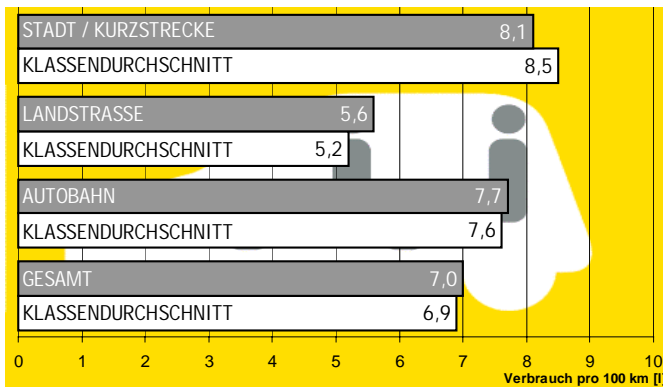 STADT / KURZSTRECKE 8,1
KLASSENDURCHSCHNITT 8,5
LANDSTRASSE 5,6
KLASSENDURCHSCHNITT 5,2
AUTOBAHN 7,7
KLASSENDURCHSCHNITT 7,6
GESAMT 7,0
KLASSENDURCHSCHNITT 6,9
0 1 2 3 4 5 6 7 8 9 10
Verbrauch pro 100 km [l]